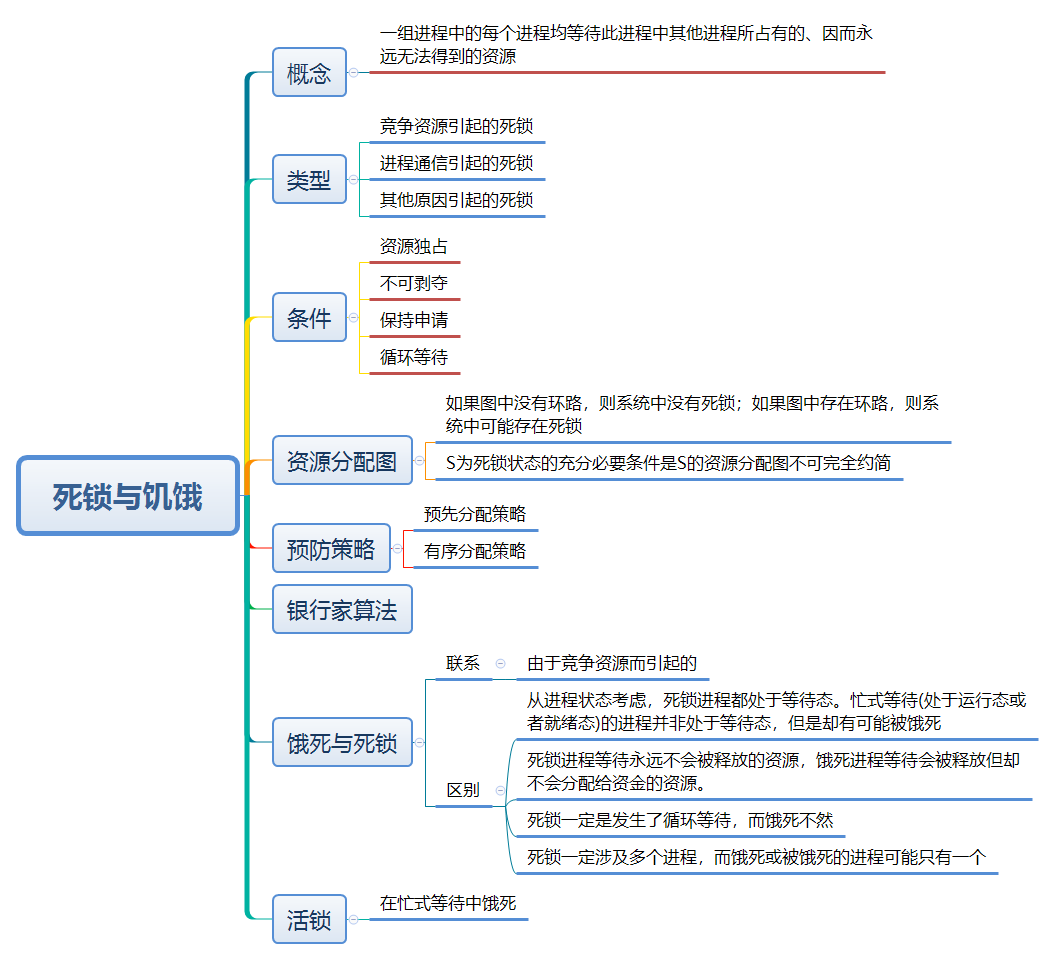 死锁与饥饿
概念
一组进程中的每个进程均等待此进程中其他进程所占有的、因而永
远无法得到的资源
类型
竞争资源引起的死锁
进程通信引起的死锁
其他原因引起的死锁
条件
资源独占
不可剥夺
保持申请
循环等待
资源分配图
如果图中没有环路，则系统中没有死锁；如果图中存在环路，则系
统中可能存在死锁
S为死锁状态的充分必要条件是S的资源分配图不可完全约简
预防策略
预先分配策略
有序分配策略
银行家算法
饿死与死锁
联系
由于竞争资源而引起的
区别
从进程状态考虑，死锁进程都处于等待态。忙式等待(处于运行态或
者就绪态)的进程并非处于等待态，但是却有可能被饿死
死锁进程等待永远不会被释放的资源，饿死进程等待会被释放但却
不会分配给资金的资源。
死锁一定是发生了循环等待，而饿死不然
死锁一定涉及多个进程，而饿死或被饿死的进程可能只有一个
活锁
在忙式等待中饿死